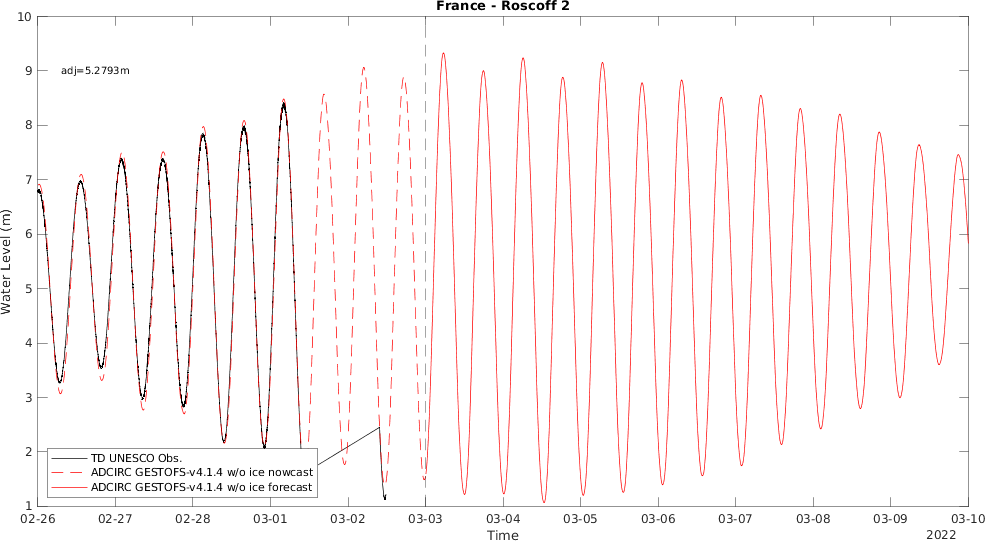 France - Roscoff 2
10
9
8
7
6
5
4
3
2
1
Water Level (m)
adj=5.2793m
TD UNESCO Obs.
ADCIRC GESTOFS-v4.1.4 w/o ice nowcast
ADCIRC GESTOFS-v4.1.4 w/o ice forecast
02-26 02-27 02-28 03-01 03-02 03-03 03-04 03-05 03-06 03-07 03-08 03-09 03-10
Time
2022